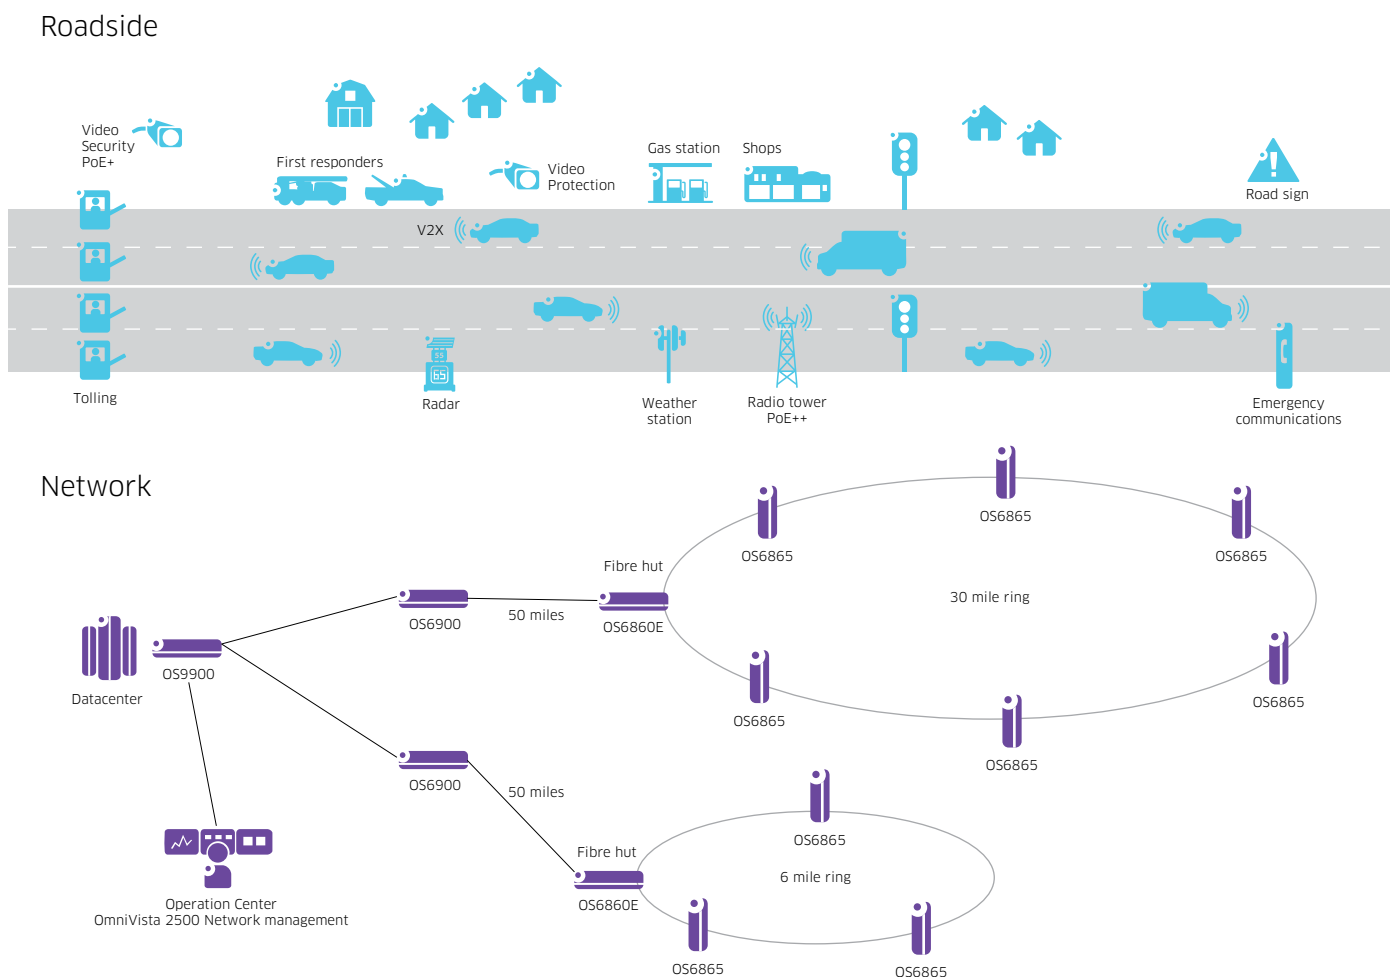 Roadside
Video
Security
PoE+
First responders
Video
Protection
Gas station
Shops
Road sign
V2X
55
65
Tolling
Radar
Weather
station
Radio tower
PoE++
Emergency
communications
Network
OS6865
OS6865
OS6865
Fibre hut
30 mile ring
OS6900
50 miles
OS6860E
Datacenter
OS9900
OS6865
OS6865
OS6865
OS6900
50 miles
OS6865
Fibre hut
6 mile ring
OS6860E
Operation Center
OmniVista 2500 Network management
OS6865
OS6865